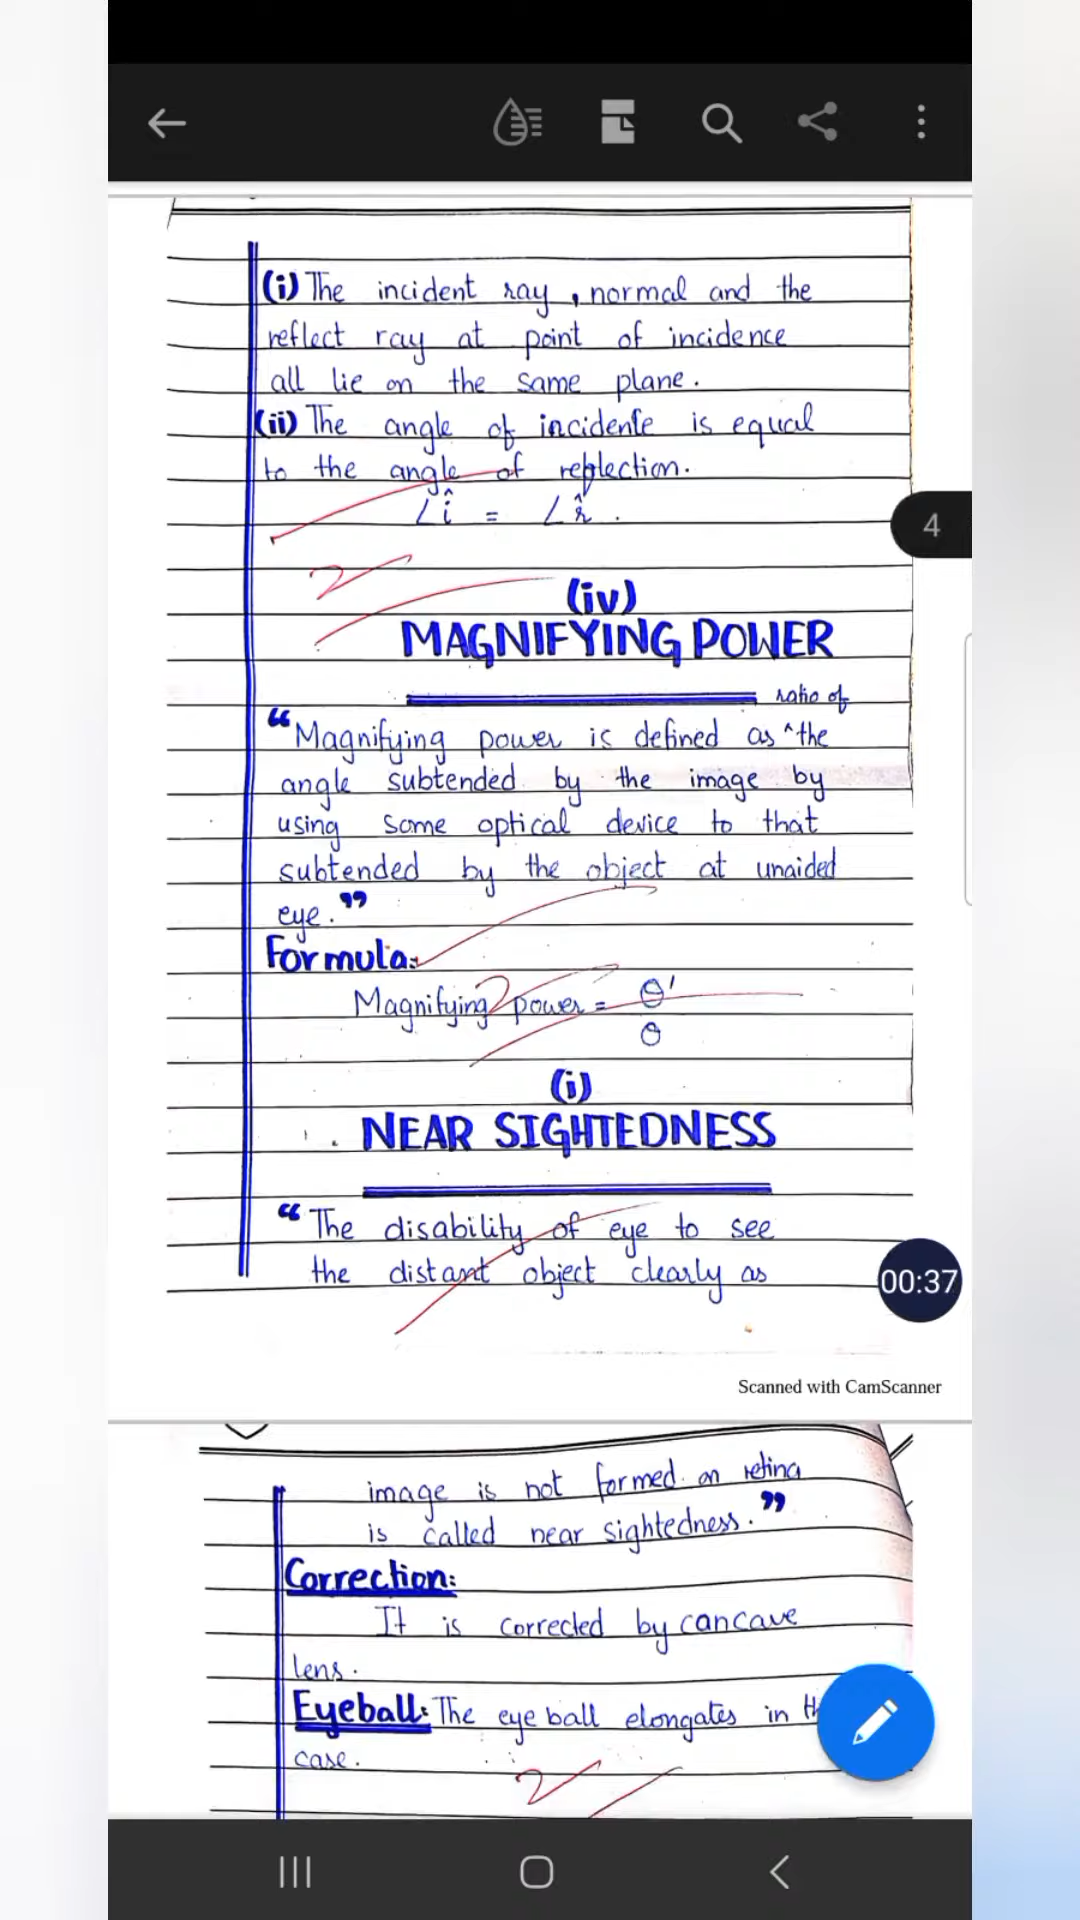 (i) The incident ray, normal and the
reflect ray at point of incidence
all lie on the same plane.
(ii) The angle of incidente is equal
to the angle of reflection.
∠î = ∠r̂.
4
2
(iv)
MAGNIFYING POWER
ratio of
“Magnifying power is defined as ^ the
angle subtended by the image by
using some optical device to that
subtended by the object at unaided
eye.”
Formula:
Magnifying power = θ'
θ
2
(i)
NEAR SIGHTEDNESS
“The disability of eye to see
the distant object clearly as
00:37
Scanned with CamScanner
image is not formed on retina
is called near sightedness.”
Correction:
It is corrected by concave
lens.
Eyeball: The eye ball elongates in
case.
2